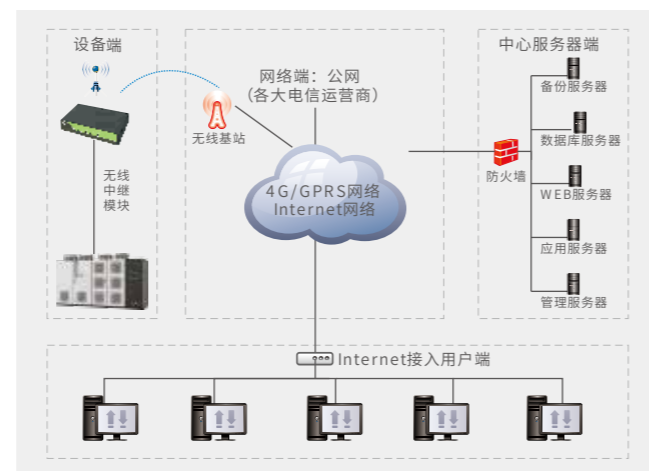 设备端
网络端：公网
（各大电信运营商）
中心服务器端
备份服务器
无线基站
数据库服务器
无线
中继
模块
防火墙
4G/GPRS网络
Internet网络
WEB服务器
应用服务器
管理服务器
Internet接入用户端